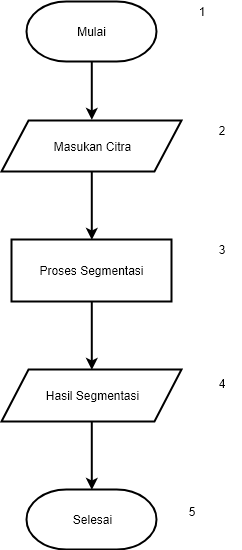 Mulai 1
Masukan Citra 2
Proses Segmentasi 3
Hasil Segmentasi 4
Selesai 5